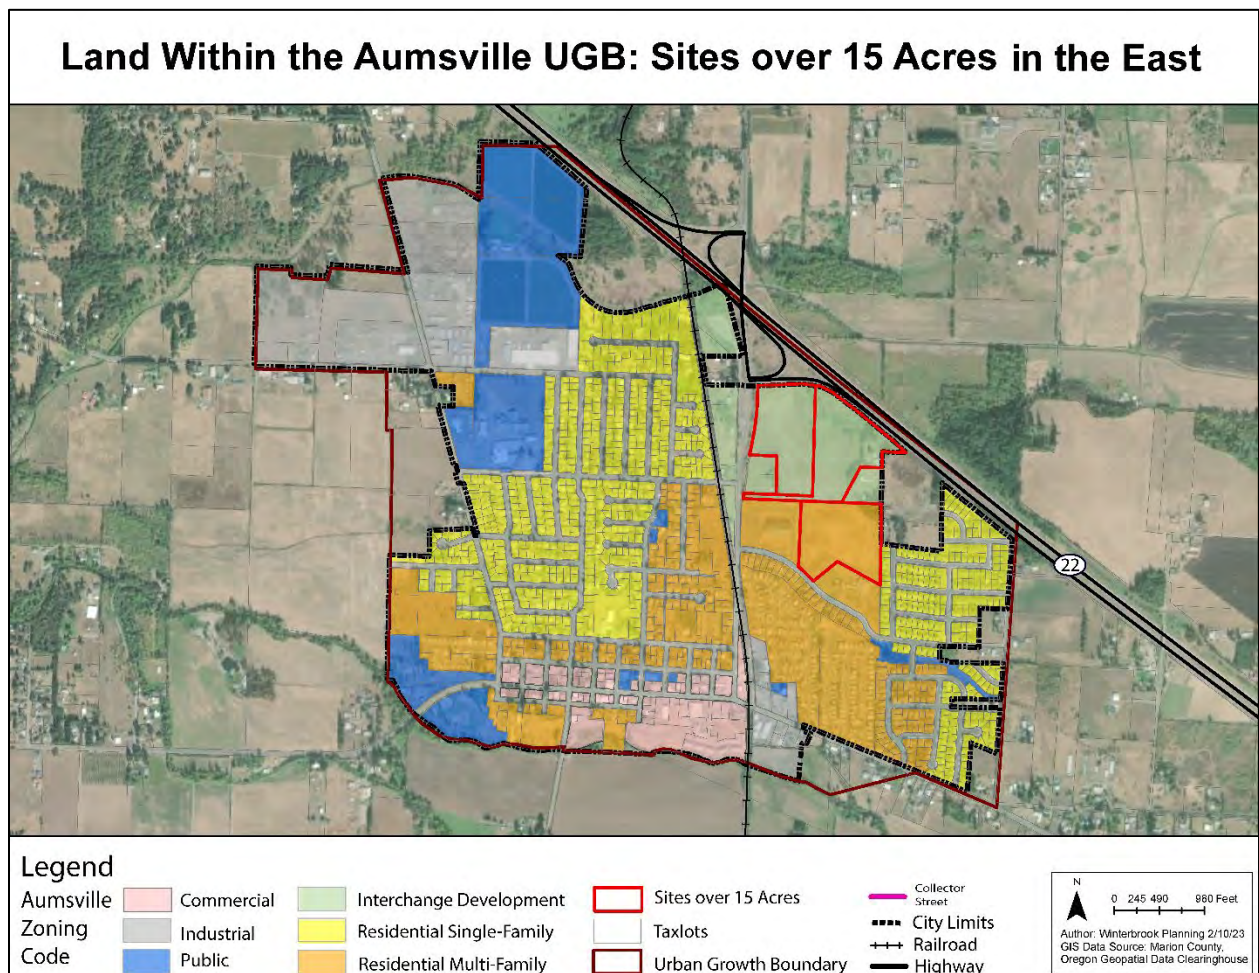 Land Within the Aumsville UGB: Sites over 15 Acres in the East
22
Legend
Aumsville
Zoning
Code
Commercial
Industrial
Public
Interchange Development
Residential Single-Family
Residential Multi-Family
Sites over 15 Acres
Taxlots
Urban Growth Boundary
Collector
Street
City Limits
Railroad
Highway
N
0 245 490 980 Feet
Author: Winterbrook Planning 2/10/23
GIS Data Source: Marion County,
Oregon Geospatial Data Clearinghouse